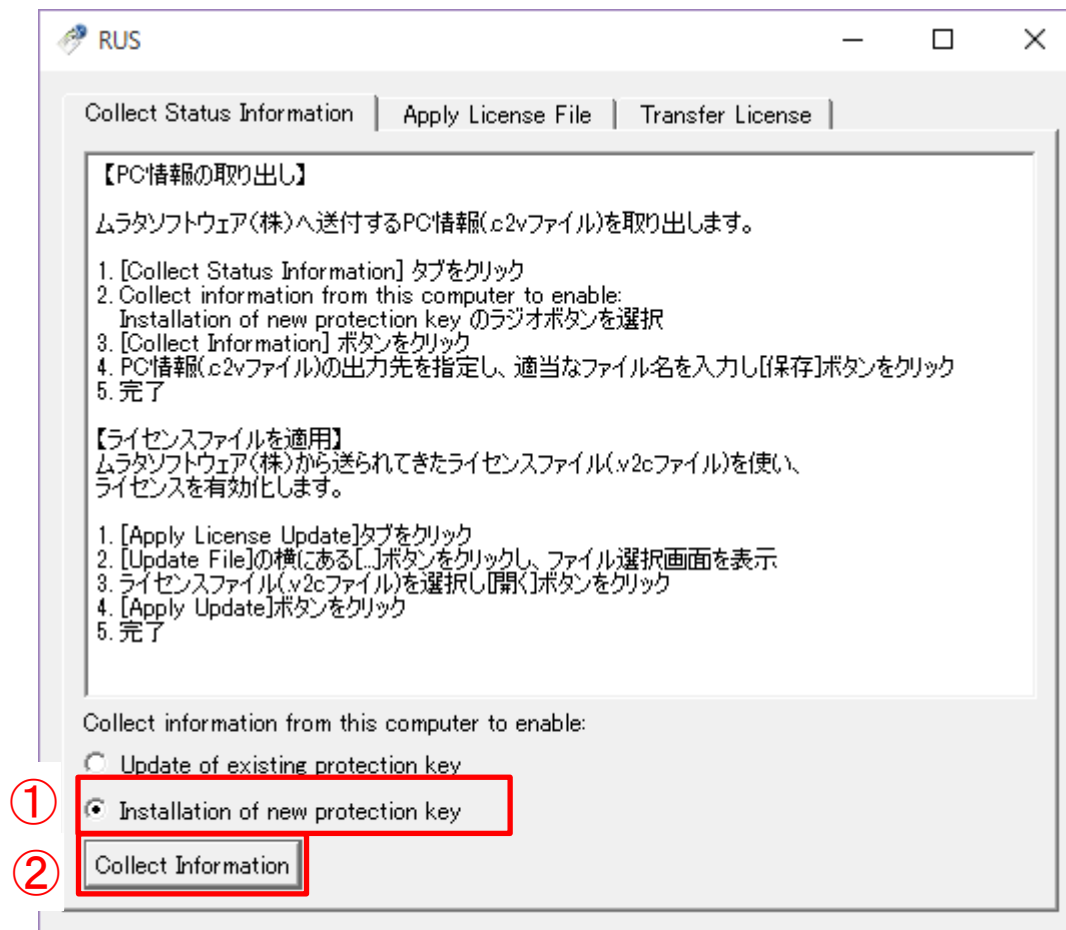 RUS
Collect Status Information
Apply License File
Transfer License
【PC情報の取り出し】
ムラタソフトウェア(株)へ送付するPC情報(.c2vファイル)を取り出します。
1. [Collect Status Information] タブをクリック
2. Collect information from this computer to enable:
Installation of new protection key のラジオボタンを選択
3. [Collect Information] ボタンをクリック
4. PC情報(.c2vファイル)の出力先を指定し、適当なファイル名を入力し[保存]ボタンをクリック
5. 完了
【ライセンスファイルを適用】
ムラタソフトウェア(株)から送られてきたライセンスファイル(.v2cファイル)を使い、
ライセンスを有効化します。
1. [Apply License Update]タブをクリック
2. [Update File]の横にある[...]ボタンをクリックし、ファイル選択画面を表示
3. ライセンスファイル(.v2cファイル)を選択し[開く]ボタンをクリック
4. [Apply Update]ボタンをクリック
5. 完了
Collect information from this computer to enable:
Update of existing protection key
① Installation of new protection key
② Collect Information